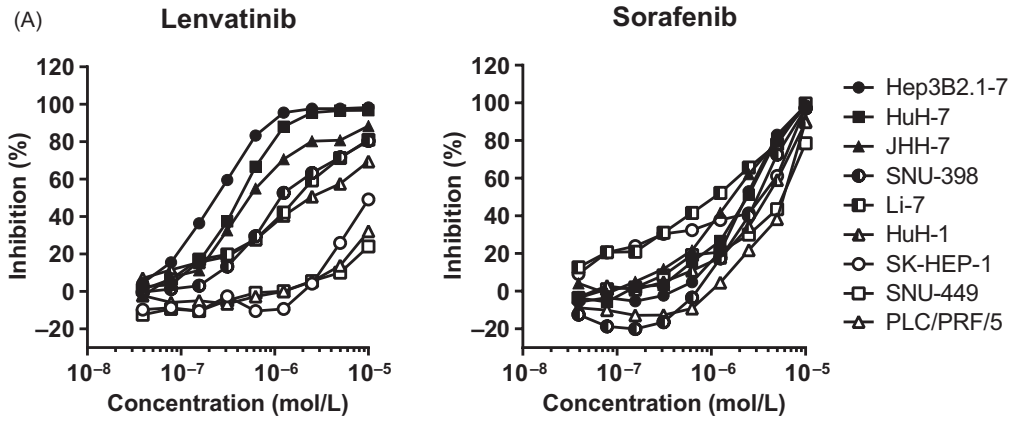 (A)
Lenvatinib
120
100
80
60
40
20
0
−20
Inhibition (%)
10⁻⁸
10⁻⁷
10⁻⁶
10⁻⁵
Concentration (mol/L)
Sorafenib
120
100
80
60
40
20
0
−20
Inhibition (%)
10⁻⁸
10⁻⁷
10⁻⁶
10⁻⁵
Concentration (mol/L)
Hep3B2.1-7
HuH-7
JHH-7
SNU-398
Li-7
HuH-1
SK-HEP-1
SNU-449
PLC/PRF/5